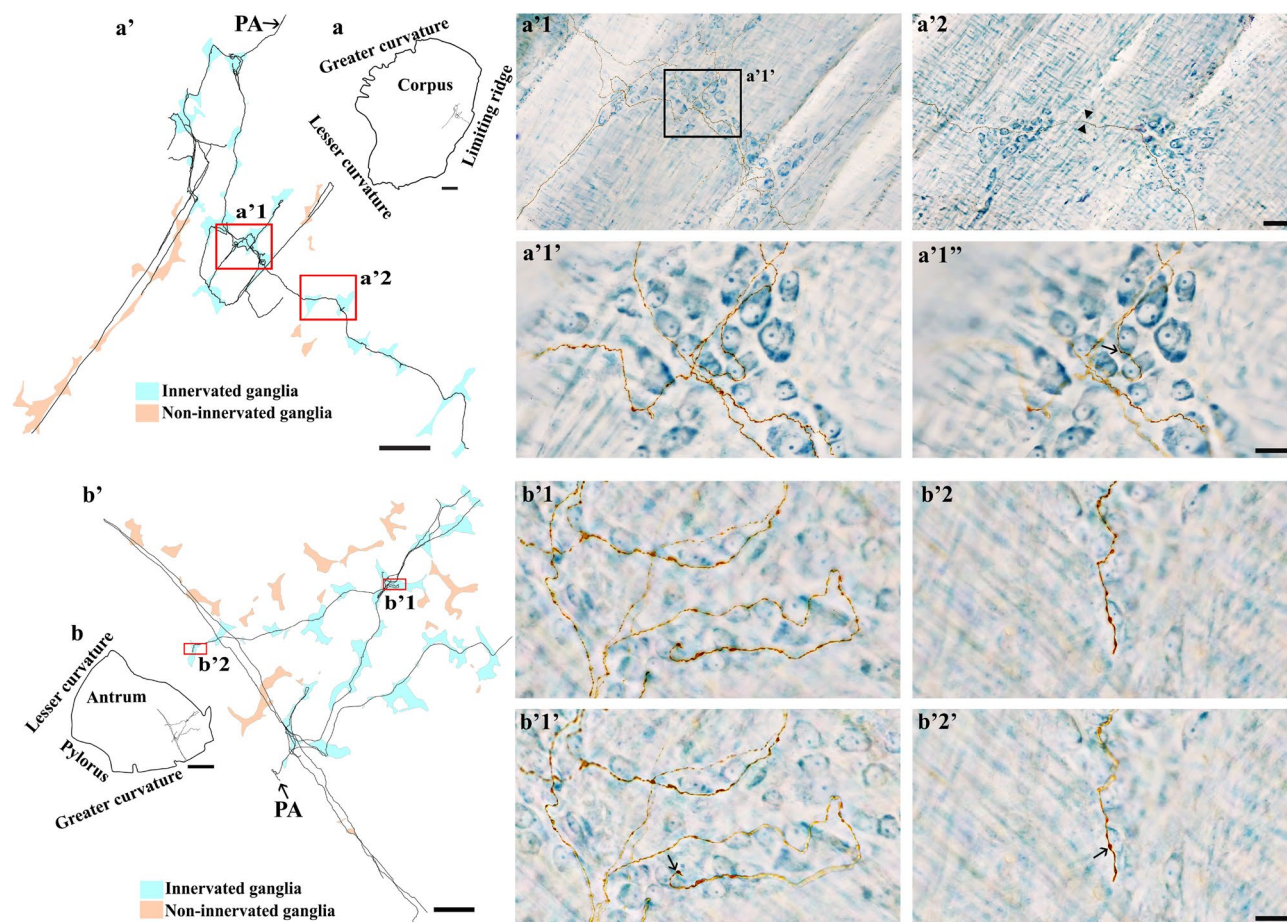 a'
PA
a
Greater curvature
Corpus
Lesser curvature
Limiting ridge
a'1
a'2
Innervated ganglia
Non-innervated ganglia
a'1
a'1'
a'2
a'1'
a'1''
b'
b'1
b'2
b
Lesser curvature
Antrum
Pylorus
Greater curvature
PA
Innervated ganglia
Non-innervated ganglia
b'1
b'2
b'1'
b'2'